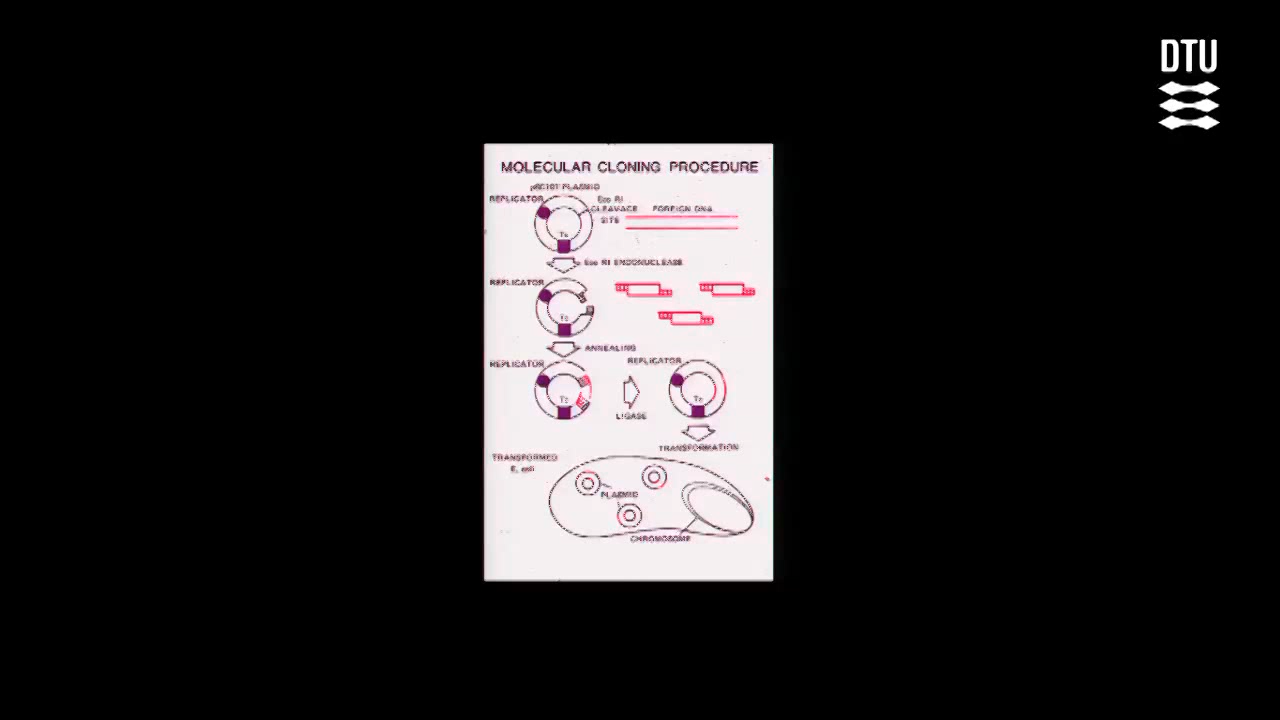 DTU
MOLECULAR CLONING PROCEDURE
pSC101 PLASMID
REPLICATOR
Eco RI
CLEAVAGE
SITE
FOREIGN DNA
Tc
Eco RI ENDONUCLEASE
REPLICATOR
Tc
ANNEALING
REPLICATOR
Tc
LIGASE
REPLICATOR
Tc
TRANSFORMATION
TRANSFORMED
E. coli
PLASMID
CHROMOSOME